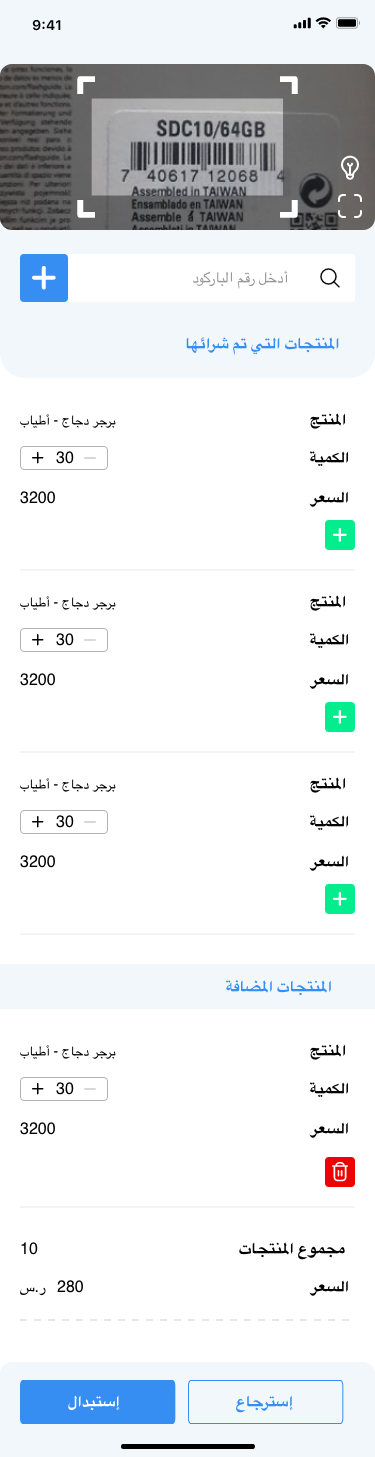 9:41
SDC10/64GB
7 40617 12068 4
Assembled in TAIWAN
Ensamblado en TAIWAN
Assemblé à TAIWAN
أدخل رقم الباركود
المنتجات التي تم شرائها
المنتج برجر دجاج - أطياب
الكمية + 30 −
السعر 3200
+
المنتج برجر دجاج - أطياب
الكمية + 30 −
السعر 3200
+
المنتج برجر دجاج - أطياب
الكمية + 30 −
السعر 3200
+
المنتجات المضافة
المنتج برجر دجاج - أطياب
الكمية + 30 −
السعر 3200
مجموع المنتجات 10
السعر 280 ر.س
إسترجاع
إستبدال